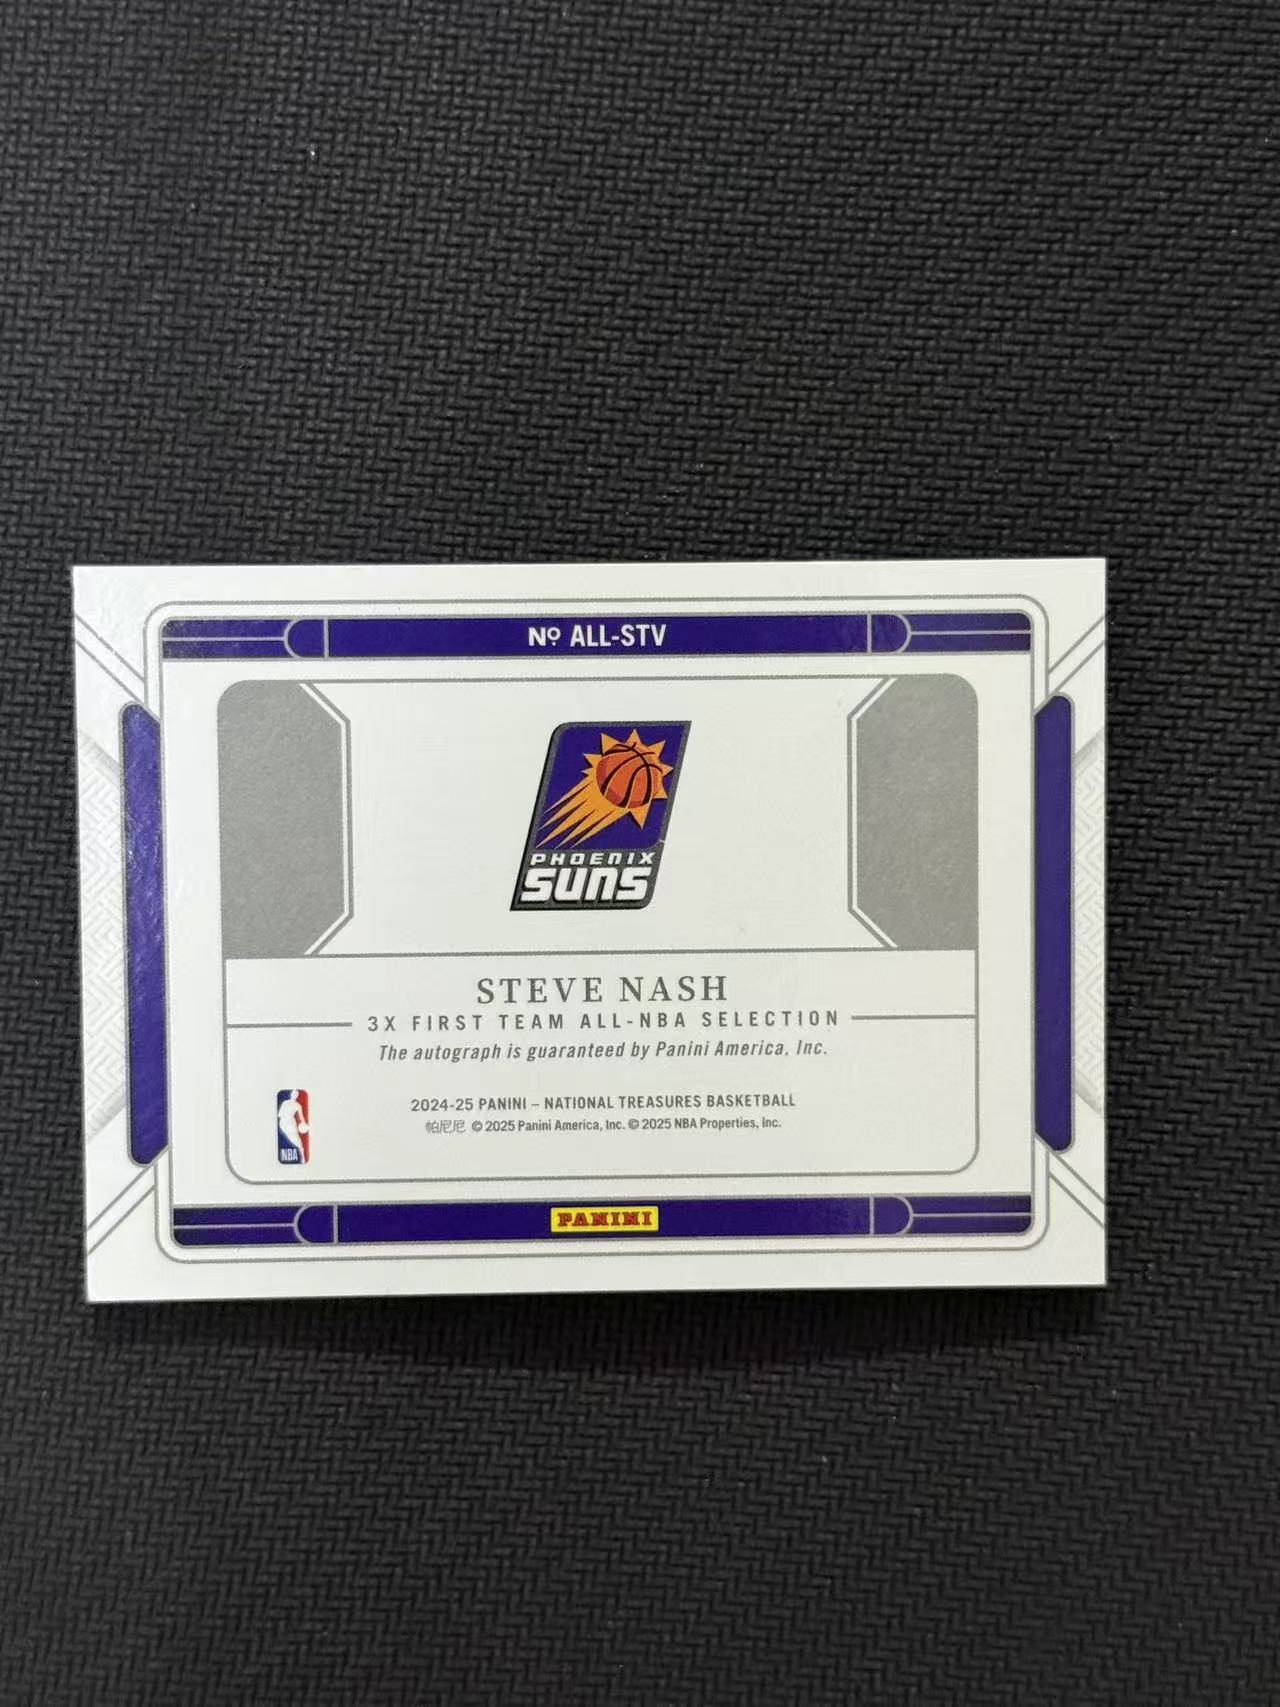 Nº ALL-STV
PHOENIX
SUNS
STEVE NASH
3X FIRST TEAM ALL-NBA SELECTION
The autograph is guaranteed by Panini America, Inc.
2024-25 PANINI – NATIONAL TREASURES BASKETBALL
帕尼尼 © 2025 Panini America, Inc. © 2025 NBA Properties, Inc.
NBA
PANINI